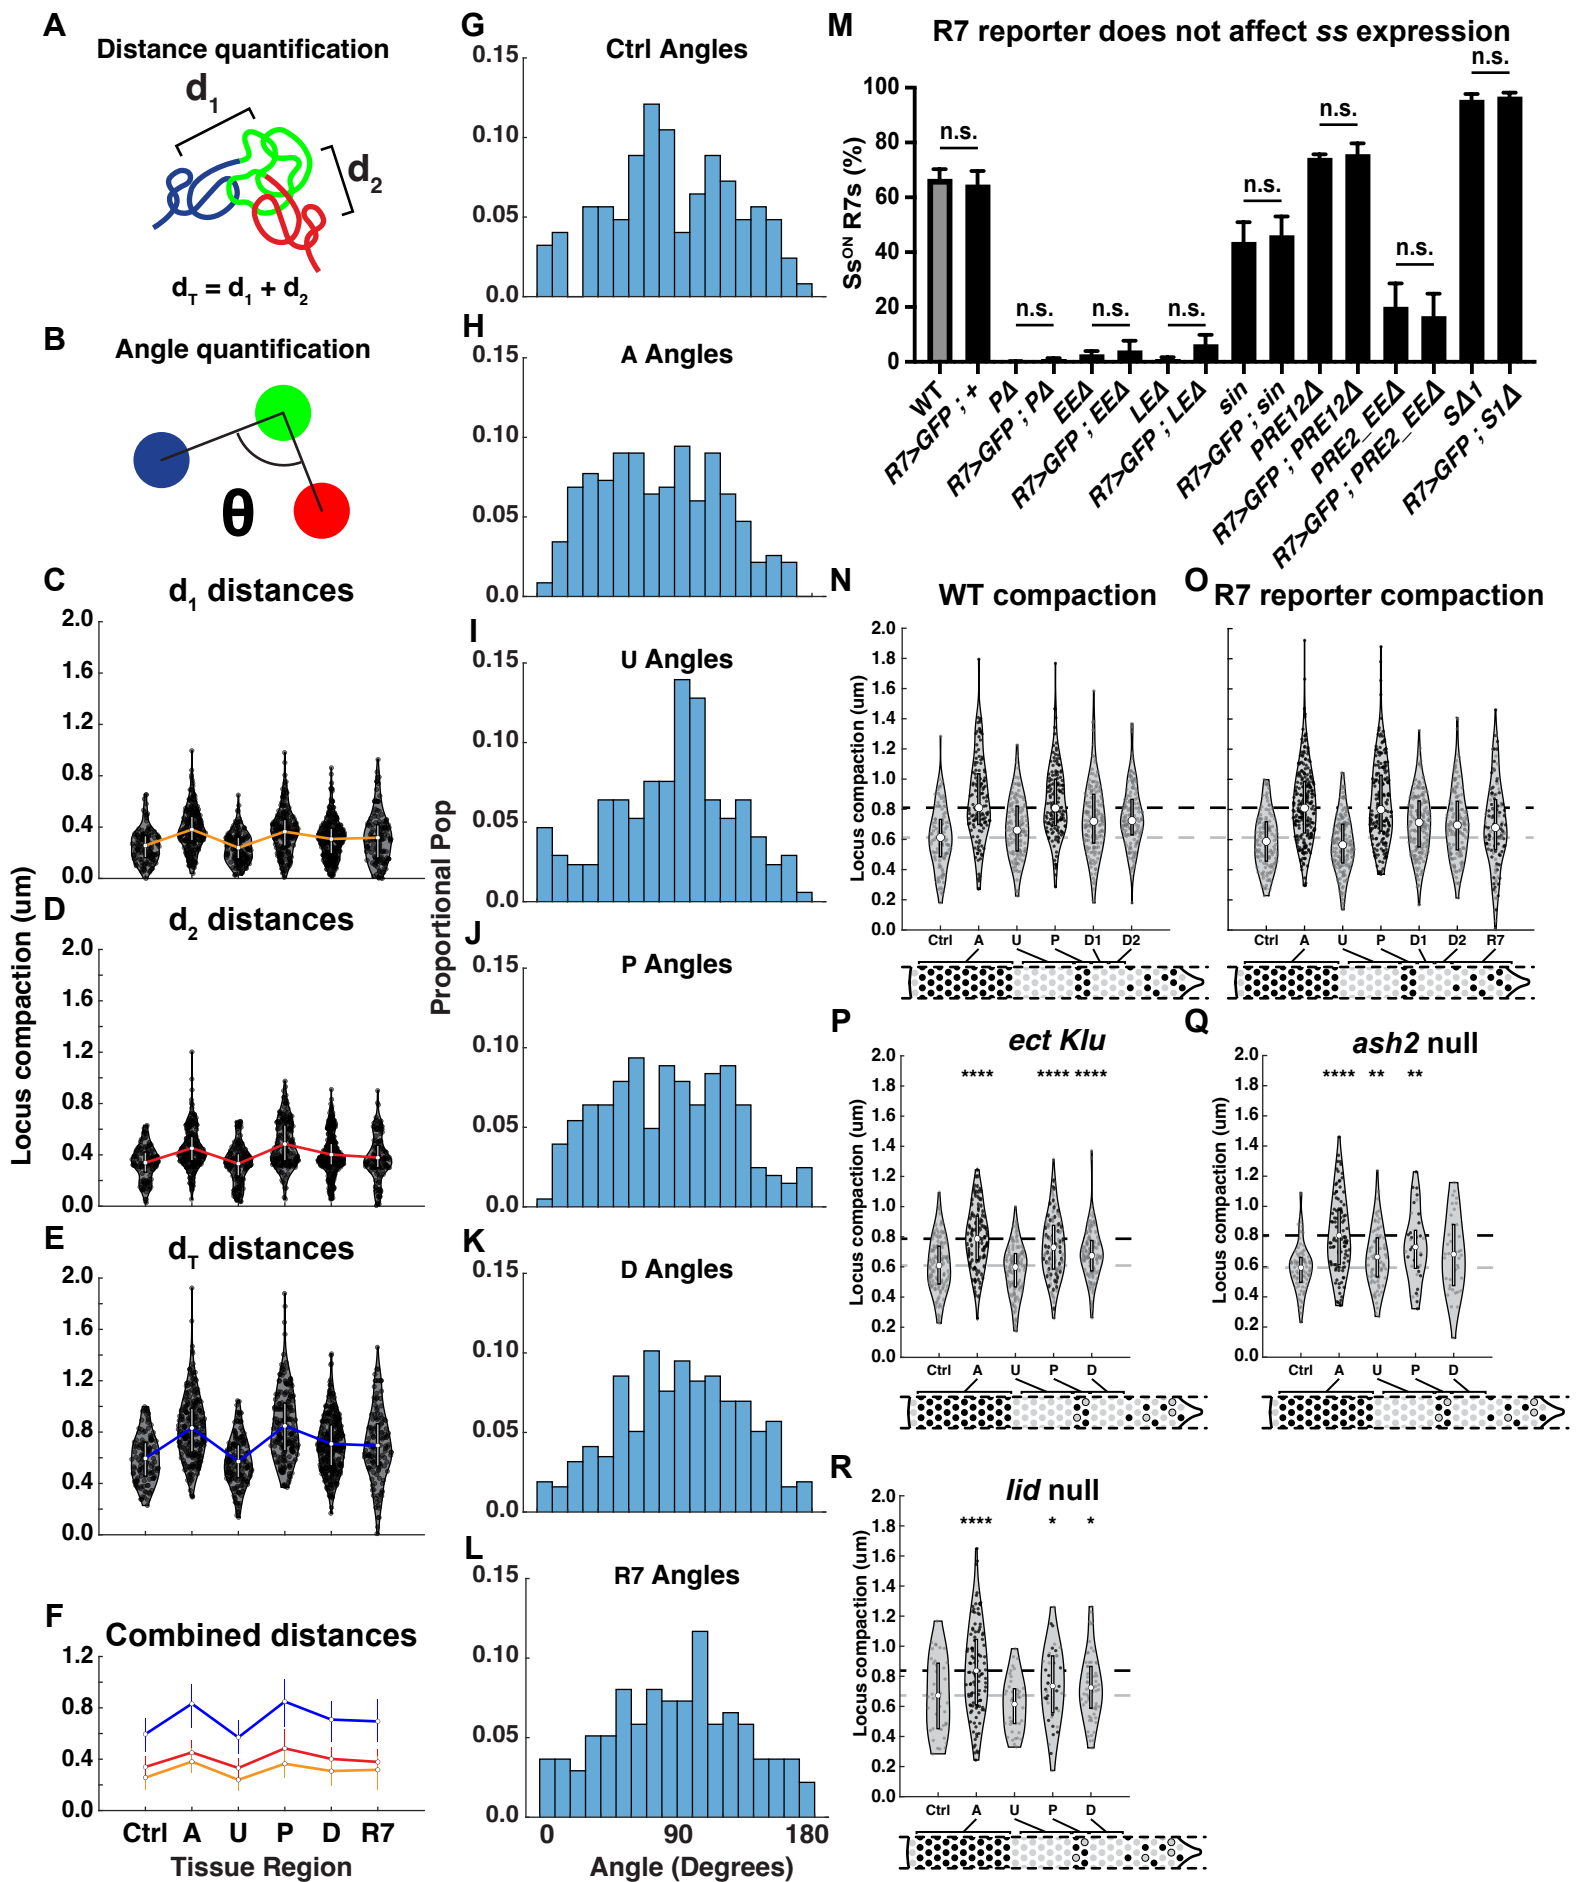 A
Distance quantification
d1
d2
dT = d1 + d2
B
Angle quantification
θ
C
d1 distances
2.0
1.6
1.2
0.8
0.4
0.0
D
d2 distances
2.0
1.6
1.2
0.8
0.4
0.0
Locus compaction (um)
E
dT distances
2.0
1.6
1.2
0.8
0.4
0.0
F
Combined distances
1.2
0.8
0.4
0.0
Ctrl A U P D R7
Tissue Region
G
Ctrl Angles
0.15
0.10
0.05
0.0
H
A Angles
0.15
0.10
0.05
0.0
I
U Angles
0.15
0.10
0.05
0.0
Proportional Pop
J
P Angles
0.15
0.10
0.05
0.0
K
D Angles
0.15
0.10
0.05
0.0
L
R7 Angles
0.15
0.10
0.05
0.0
0 90 180
Angle (Degrees)
M
R7 reporter does not affect ss expression
SsON R7s (%)
100
80
60
40
20
0
n.s. n.s. n.s. n.s. n.s. n.s. n.s. n.s.
WT
R7>GFP ; +
PΔ
R7>GFP ; PΔ
EEΔ
R7>GFP ; EEΔ
LEΔ
R7>GFP ; LEΔ
sin
R7>GFP ; sin
PRE12Δ
R7>GFP ; PRE12Δ
PRE2_EEΔ
R7>GFP ; PRE2_EEΔ
SΔ1
R7>GFP ; S1Δ
N
WT compaction
Locus compaction (um)
2.0
1.8
1.6
1.4
1.2
1.0
0.8
0.6
0.4
0.2
0.0
Ctrl A U P D1 D2
O
R7 reporter compaction
Ctrl A U P D1 D2 R7
P
ect Klu
Locus compaction (um)
2.0
1.8
1.6
1.4
1.2
1.0
0.8
0.6
0.4
0.2
0.0
**** **** ****
Ctrl A U P D
Q
ash2 null
Locus compaction (um)
2.0
1.8
1.6
1.4
1.2
1.0
0.8
0.6
0.4
0.2
0.0
**** ** **
Ctrl A U P D
R
lid null
Locus compaction (um)
2.0
1.8
1.6
1.4
1.2
1.0
0.8
0.6
0.4
0.2
0.0
**** * *
Ctrl A U P D